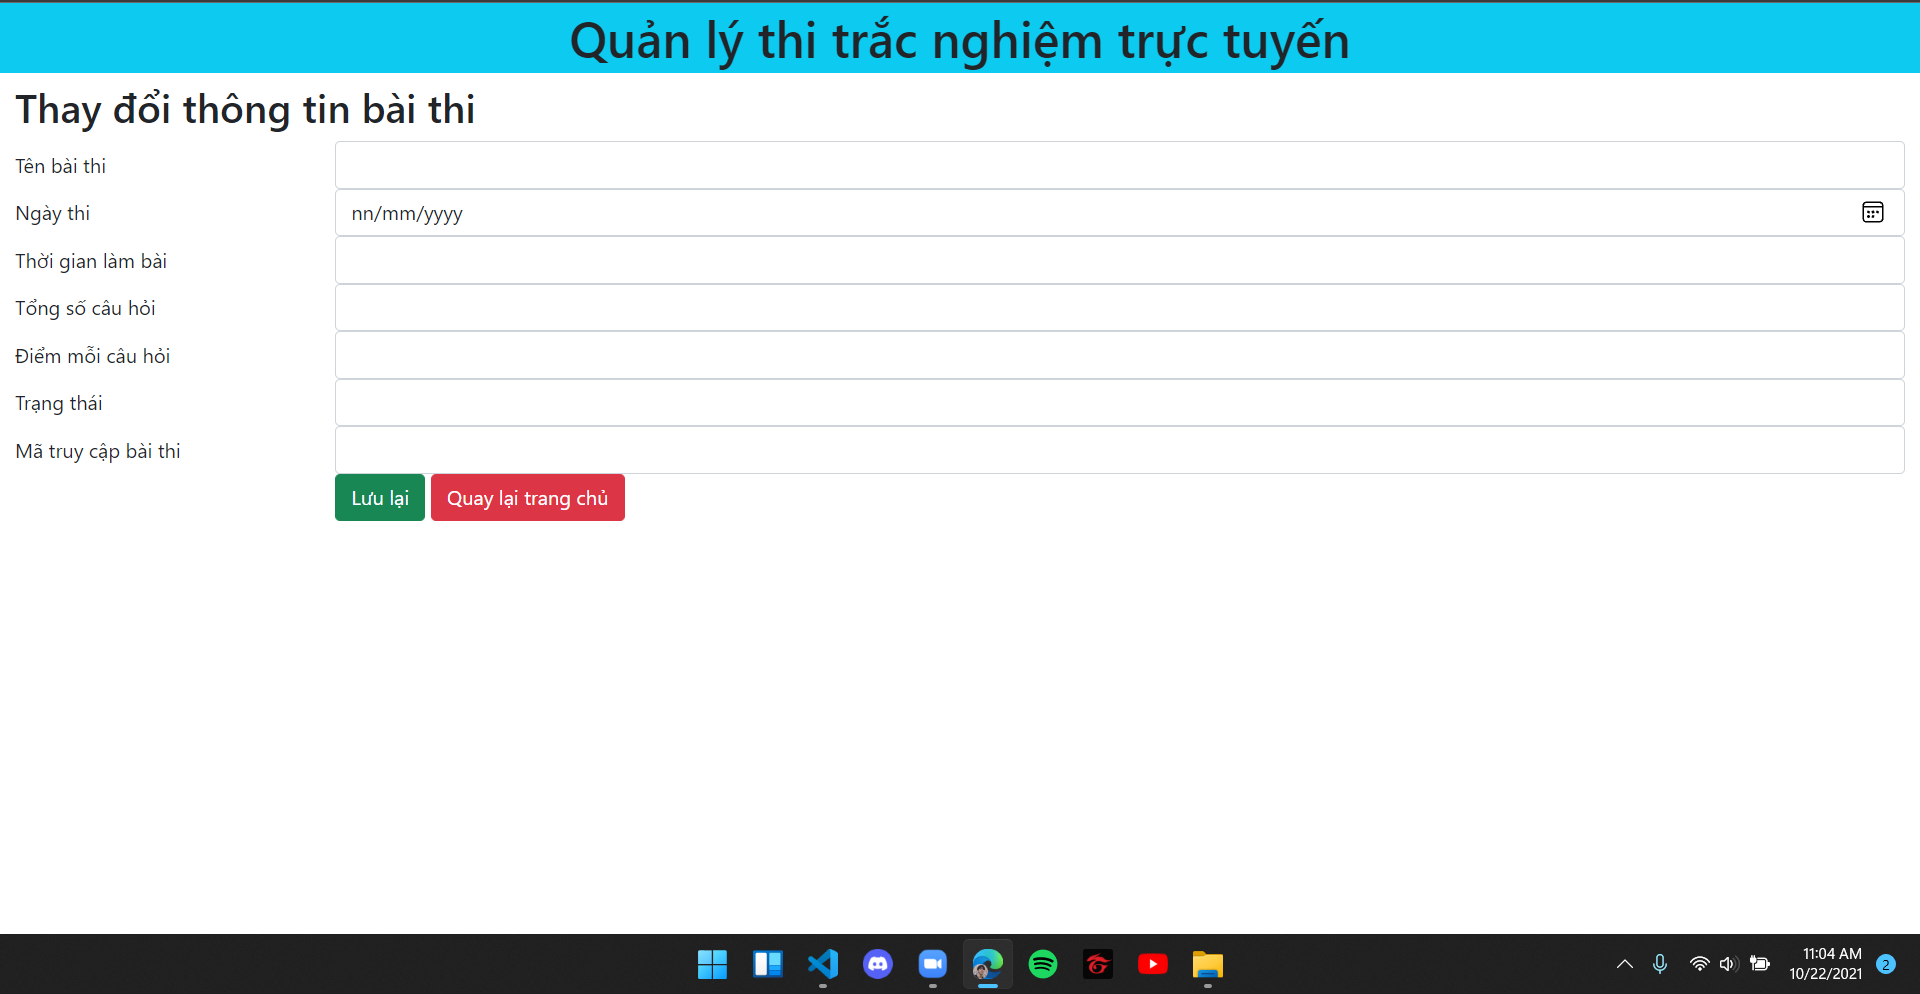 Quản lý thi trắc nghiệm trực tuyến
Thay đổi thông tin bài thi
Tên bài thi
Ngày thi nn/mm/yyyy
Thời gian làm bài
Tổng số câu hỏi
Điểm mỗi câu hỏi
Trạng thái
Mã truy cập bài thi
Lưu lại Quay lại trang chủ
11:04 AM
10/22/2021
2